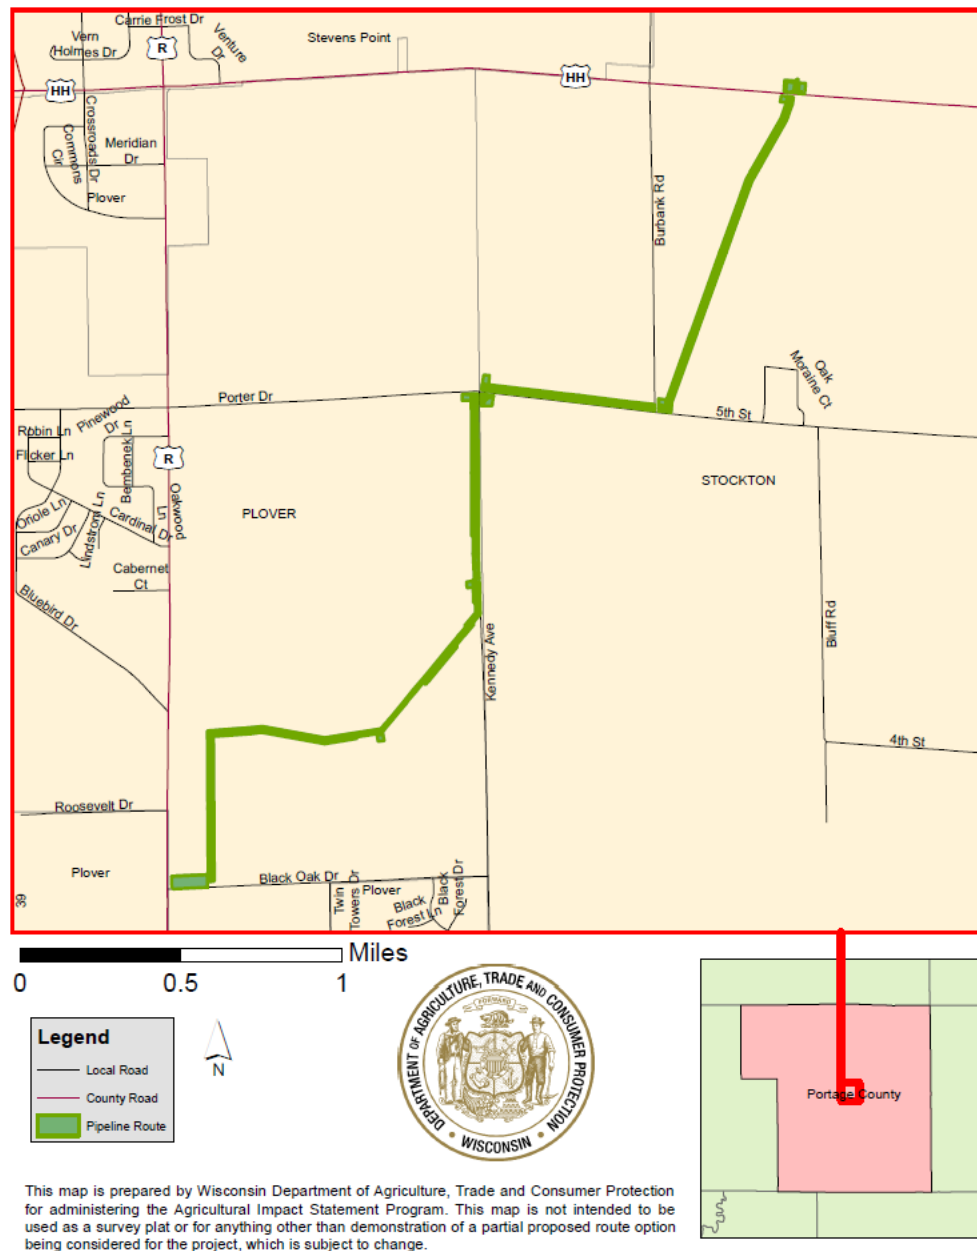 Carrie Frost Dr
Vern
Holmes Dr
R
Venture
Dr
Stevens Point
HH
HH
Crossroads Dr
Commons
Cir
Meridian
Dr
Plover
Burbank Rd
Oak
Moraine Ct
Porter Dr
5th St
Pinewood
Dr
Robin Ln
Flicker Ln
Bembenek Ln
R
STOCKTON
Oriole Ln
Lindstrom Ln
Cardinal Dr
Oakwood
Ln
PLOVER
Canary Dr
Cabernet
Ct
Bluebird Dr
Kennedy Ave
Bluff Rd
4th St
Roosevelt Dr
Plover
39
Black Oak Dr
Twin
Towers Dr
Plover
Black
Forest Ln
Black
Forest Dr
Miles
0 0.5 1
Legend
Local Road
County Road
Pipeline Route
N
DEPARTMENT OF AGRICULTURE, TRADE AND CONSUMER PROTECTION
• WISCONSIN •
FORWARD
Portage County
This map is prepared by Wisconsin Department of Agriculture, Trade and Consumer Protection
for administering the Agricultural Impact Statement Program. This map is not intended to be
used as a survey plat or for anything other than demonstration of a partial proposed route option
being considered for the project, which is subject to change.